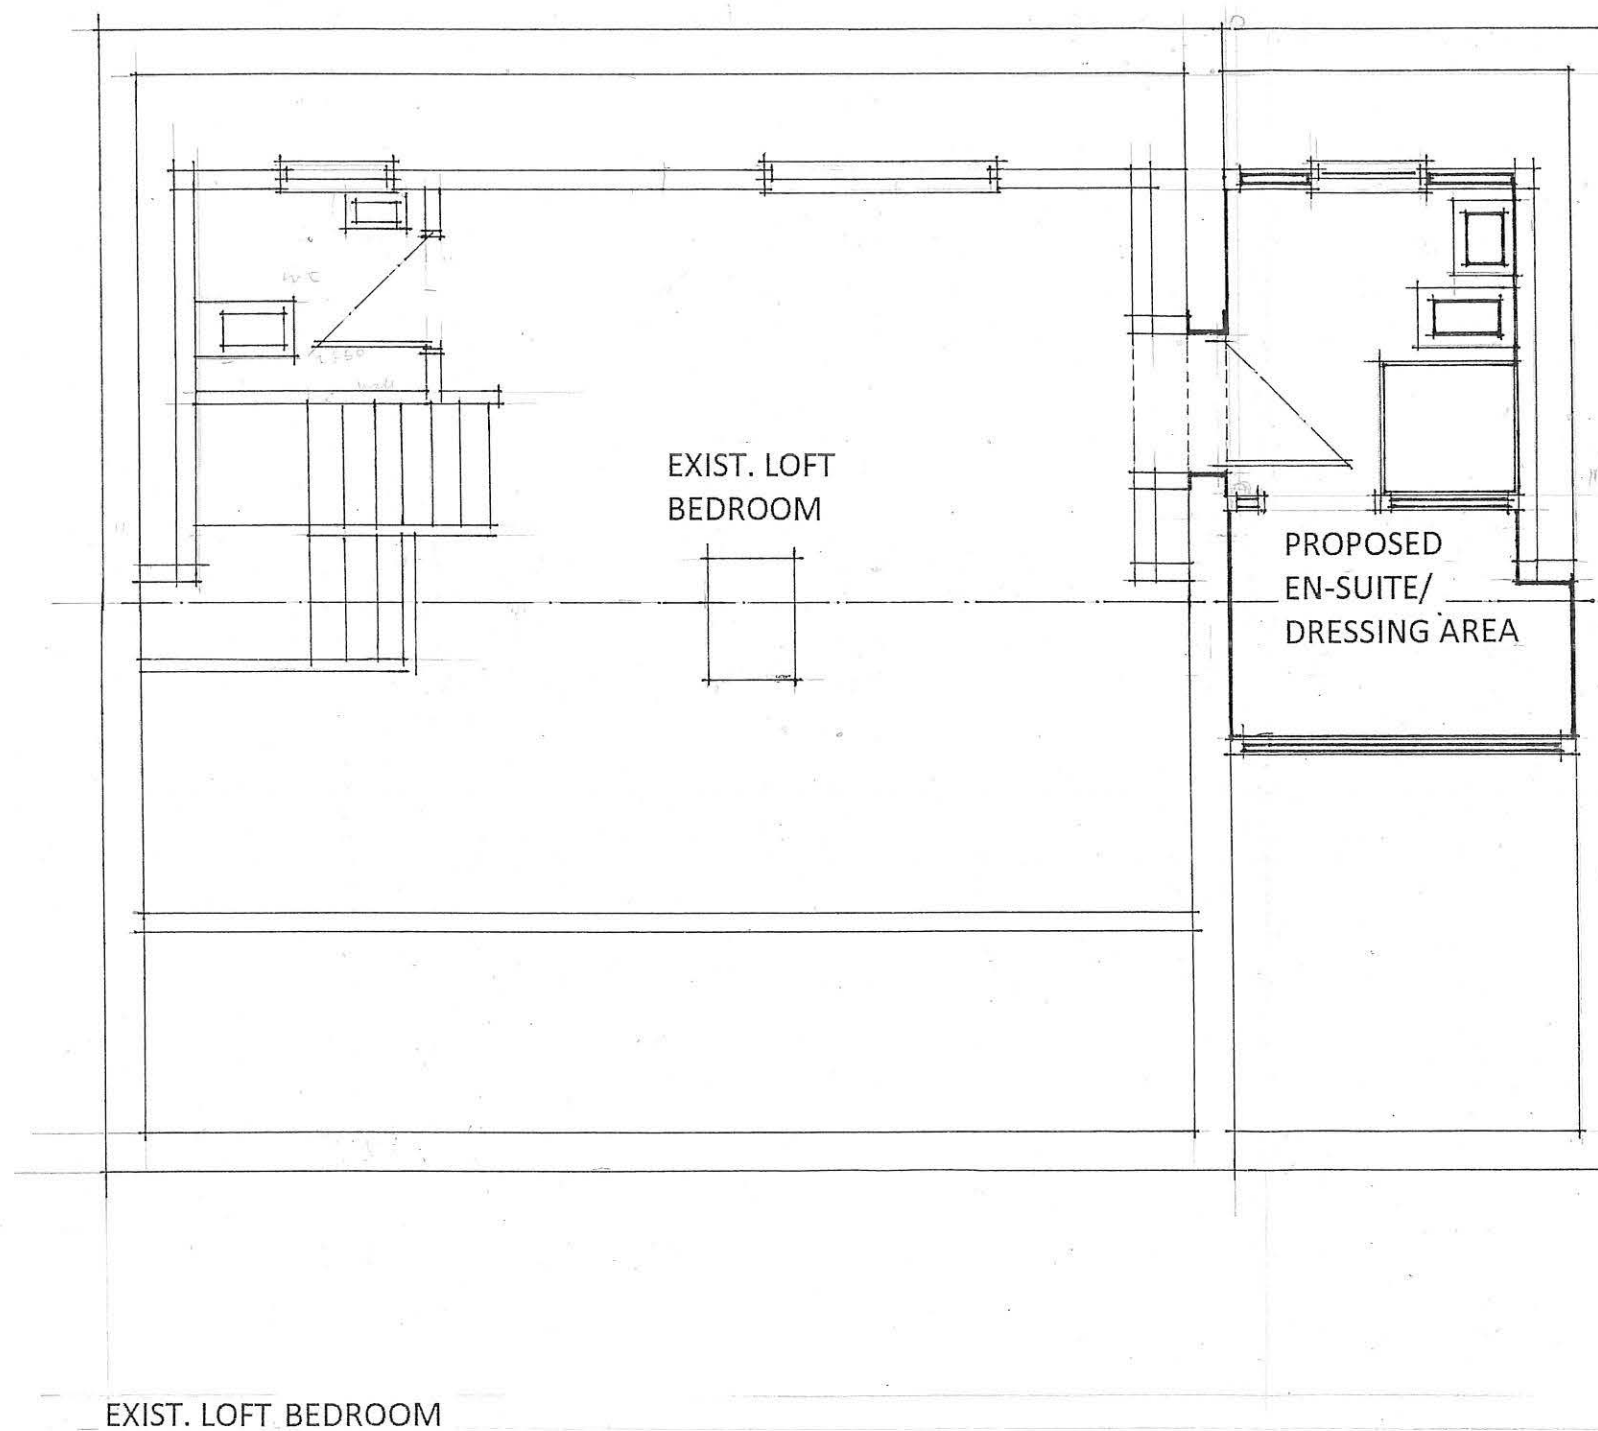 EXIST. LOFT
BEDROOM
PROPOSED
EN-SUITE/
DRESSING AREA
EXIST. LOFT BEDROOM